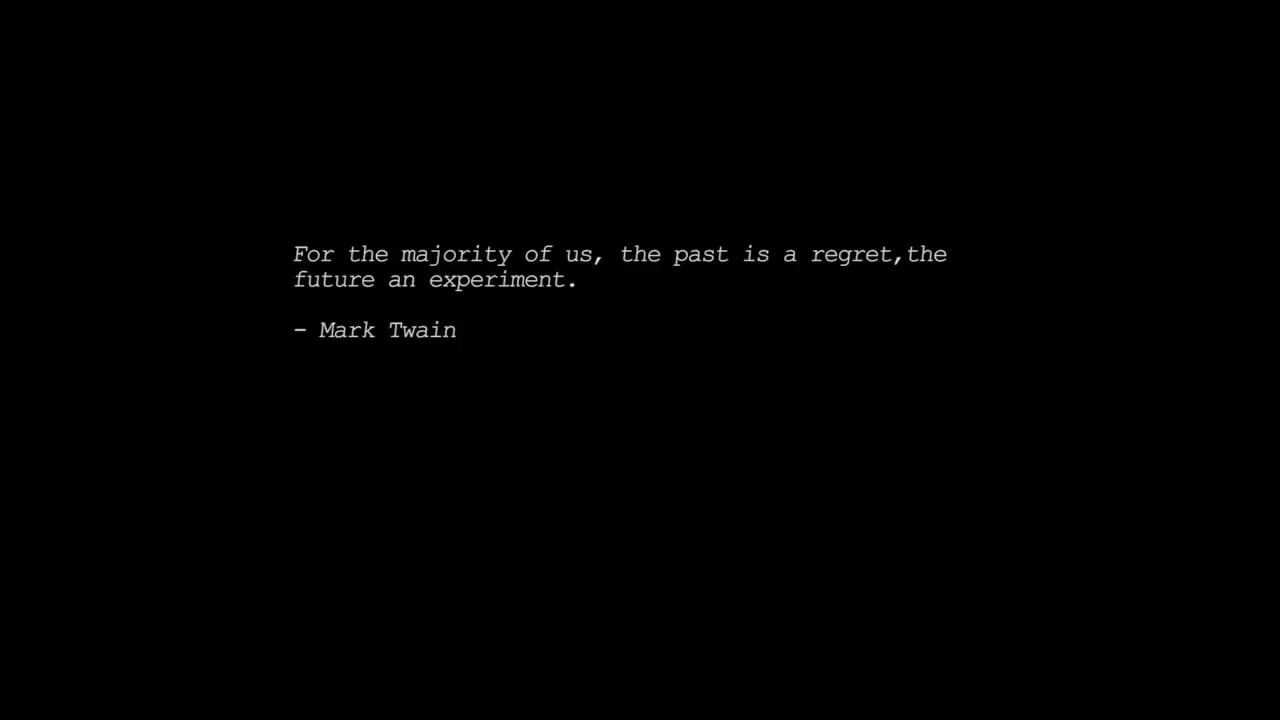 For the majority of us, the past is a regret,the
future an experiment.
- Mark Twain